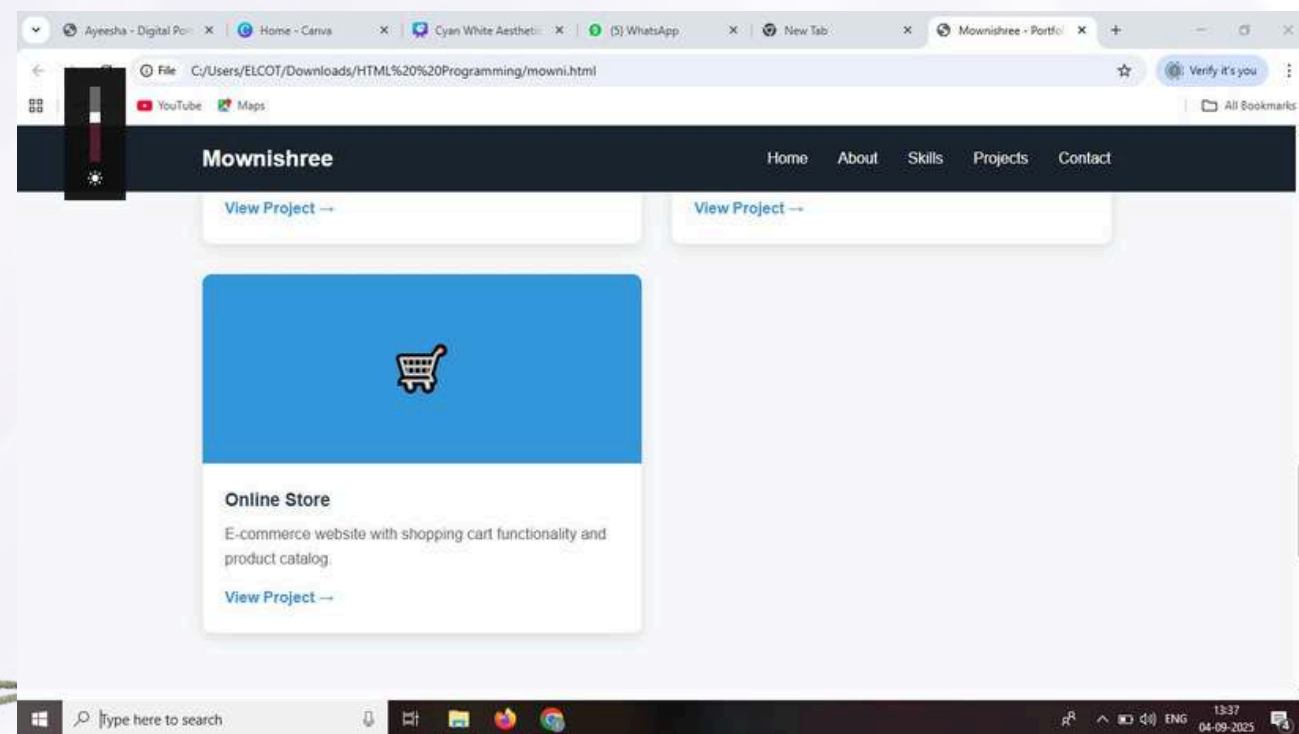 Ayeesha - Digital Po
Home - Canva
Cyan White Aestheti
(5) WhatsApp
New Tab
Mownishree - Portfol
File C:/Users/ELCOT/Downloads/HTML%20%20Programming/mowni.html
Verify it's you
YouTube
Maps
All Bookmarks
Mownishree
Home About Skills Projects Contact
View Project →
View Project →
Online Store
E-commerce website with shopping cart functionality and
product catalog.
View Project →
Type here to search
ENG
13:37
04-09-2025
4